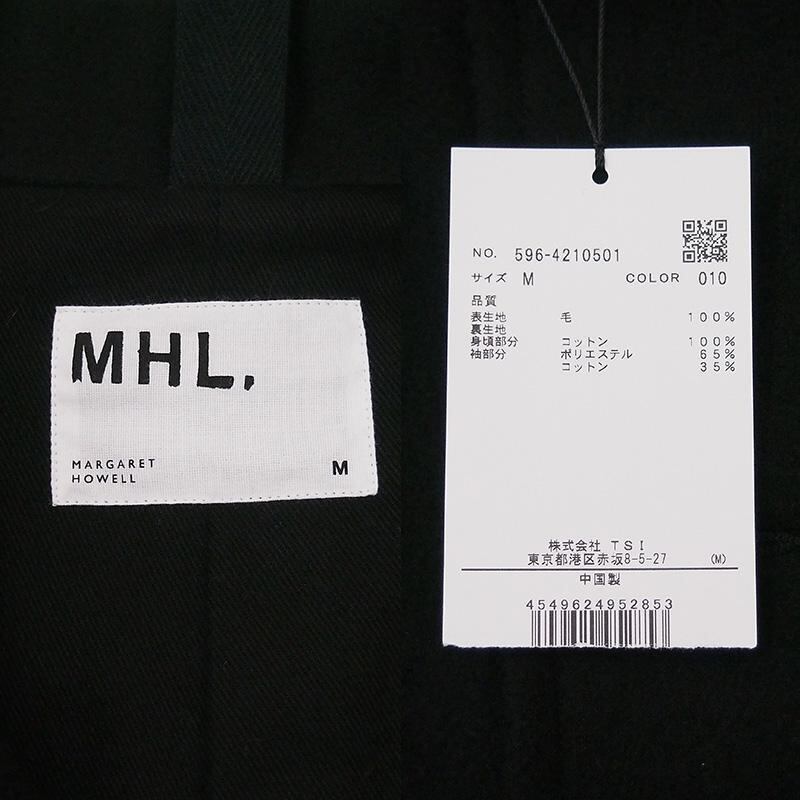 MHL.
MARGARET
HOWELL
M
NO. 596-4210501
サイズ M COLOR 010
品質
表生地 毛 100%
裏生地
身頃部分 コットン 100%
袖部分 ポリエステル 65%
コットン 35%
株式会社 TSI
東京都港区赤坂8-5-27 (M)
中国製
4549624952853